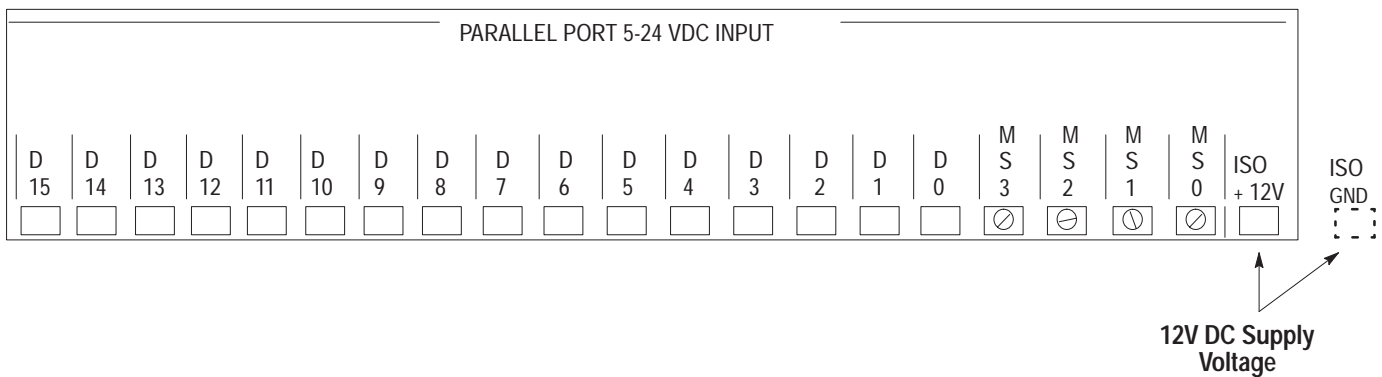 PARALLEL PORT 5-24 VDC INPUT
D 15
D 14
D 13
D 12
D 11
D 10
D 9
D 8
D 7
D 6
D 5
D 4
D 3
D 2
D 1
D 0
M S 3
M S 2
M S 1
M S 0
ISO
+ 12V
ISO
GND
12V DC Supply
Voltage